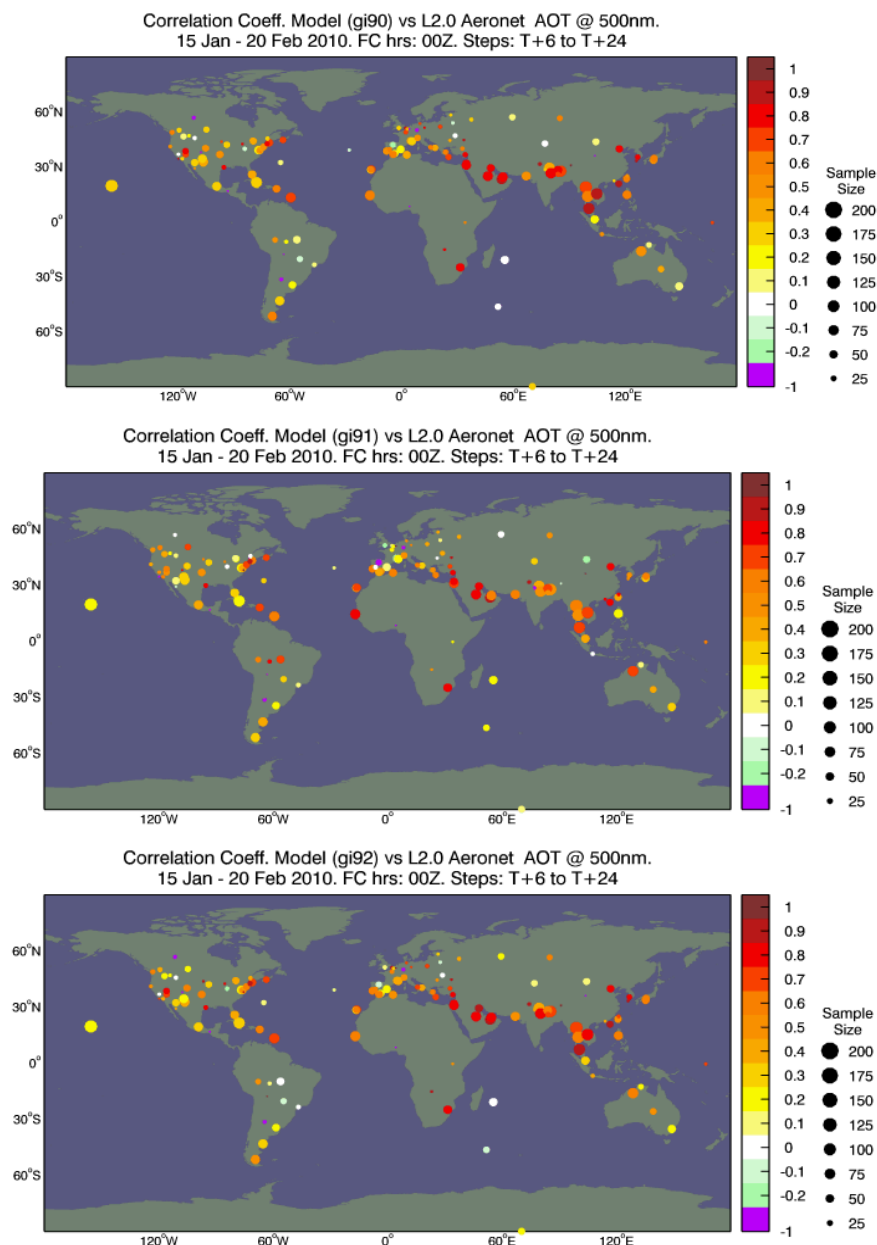 Correlation Coeff. Model (gi90) vs L2.0 Aeronet AOT @ 500nm.
15 Jan - 20 Feb 2010. FC hrs: 00Z. Steps: T+6 to T+24
60°N
30°N
0°
30°S
60°S
120°W
60°W
0°
60°E
120°E
1
0.9
0.8
0.7
0.6
0.5
0.4
0.3
0.2
0.1
0
-0.1
-0.2
-1
Sample
Size
200
175
150
125
100
75
50
25
Correlation Coeff. Model (gi91) vs L2.0 Aeronet AOT @ 500nm.
15 Jan - 20 Feb 2010. FC hrs: 00Z. Steps: T+6 to T+24
60°N
30°N
0°
30°S
60°S
120°W
60°W
0°
60°E
120°E
1
0.9
0.8
0.7
0.6
0.5
0.4
0.3
0.2
0.1
0
-0.1
-0.2
-1
Sample
Size
200
175
150
125
100
75
50
25
Correlation Coeff. Model (gi92) vs L2.0 Aeronet AOT @ 500nm.
15 Jan - 20 Feb 2010. FC hrs: 00Z. Steps: T+6 to T+24
60°N
30°N
0°
30°S
60°S
120°W
60°W
0°
60°E
120°E
1
0.9
0.8
0.7
0.6
0.5
0.4
0.3
0.2
0.1
0
-0.1
-0.2
-1
Sample
Size
200
175
150
125
100
75
50
25